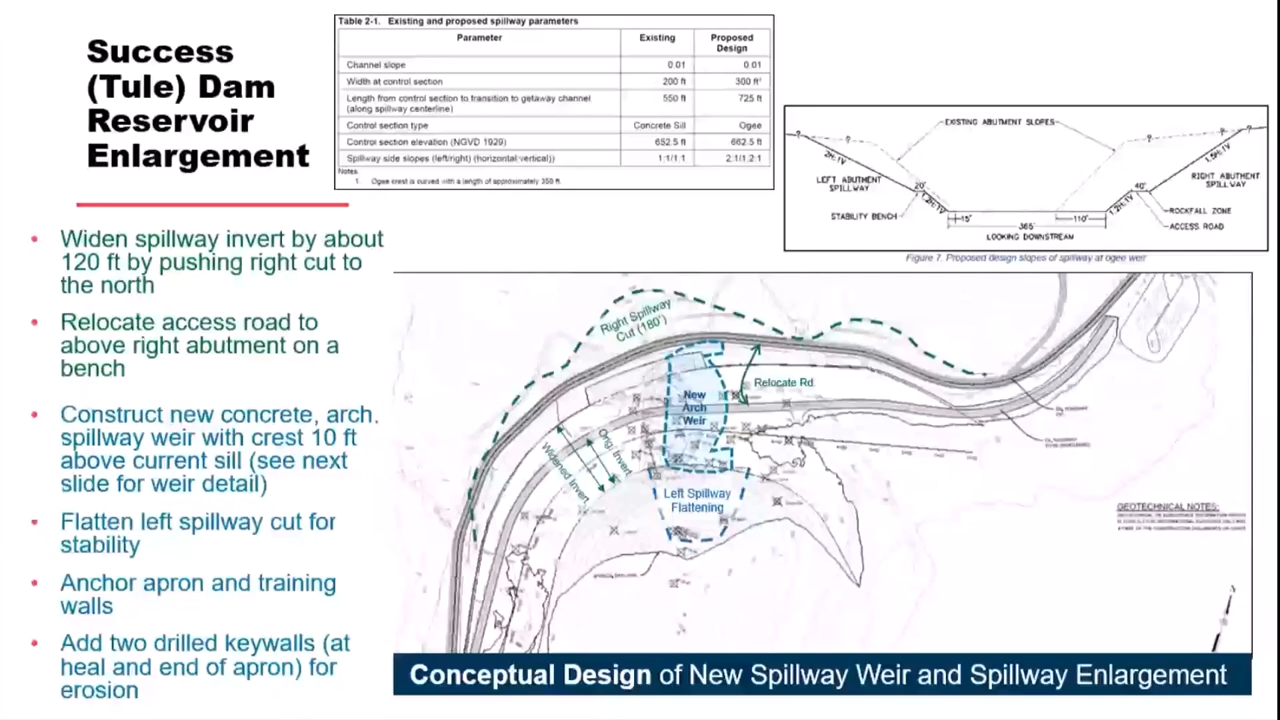 Success
(Tule) Dam
Reservoir
Enlargement
Widen spillway invert by about
120 ft by pushing right cut to
the north
Relocate access road to
above right abutment on a
bench
Construct new concrete, arch.
spillway weir with crest 10 ft
above current sill (see next
slide for weir detail)
Flatten left spillway cut for
stability
Anchor apron and training
walls
Add two drilled keywalls (at
heal and end of apron) for
erosion
Table 2-1. Existing and proposed spillway parameters
Parameter Existing Proposed
Design
Channel slope 0.01 0.01
Width at control section 200 ft 300 ft¹
Length from control section to transition to getaway channel
(along spillway centerline) 550 ft 725 ft
Control section type Concrete Sill Ogee
Control section elevation (NGVD 1929) 652.5 ft 662.5 ft
Spillway side slopes (left/right) (horizontal:vertical)) 1:1/1:1 2:1/1.2:1
Notes
1 Ogee crest is curved with a length of approximately 350 ft.
EXISTING ABUTMENT SLOPES
2H:1V
1.5H:1V
LEFT ABUTMENT
SPILLWAY
RIGHT ABUTMENT
SPILLWAY
20'
40'
1.2H:1V
1.2H:1V
STABILITY BENCH
ROCKFALL ZONE
ACCESS ROAD
15'
110'
365'
LOOKING DOWNSTREAM
Figure 7. Proposed design slopes of spillway at ogee weir
Right Spillway
Cut (180')
Relocate Rd.
New
Arch
Weir
Widened Invert
Orig. Invert
Left Spillway
Flattening
GEOTECHNICAL NOTES:
Conceptual Design of New Spillway Weir and Spillway Enlargement